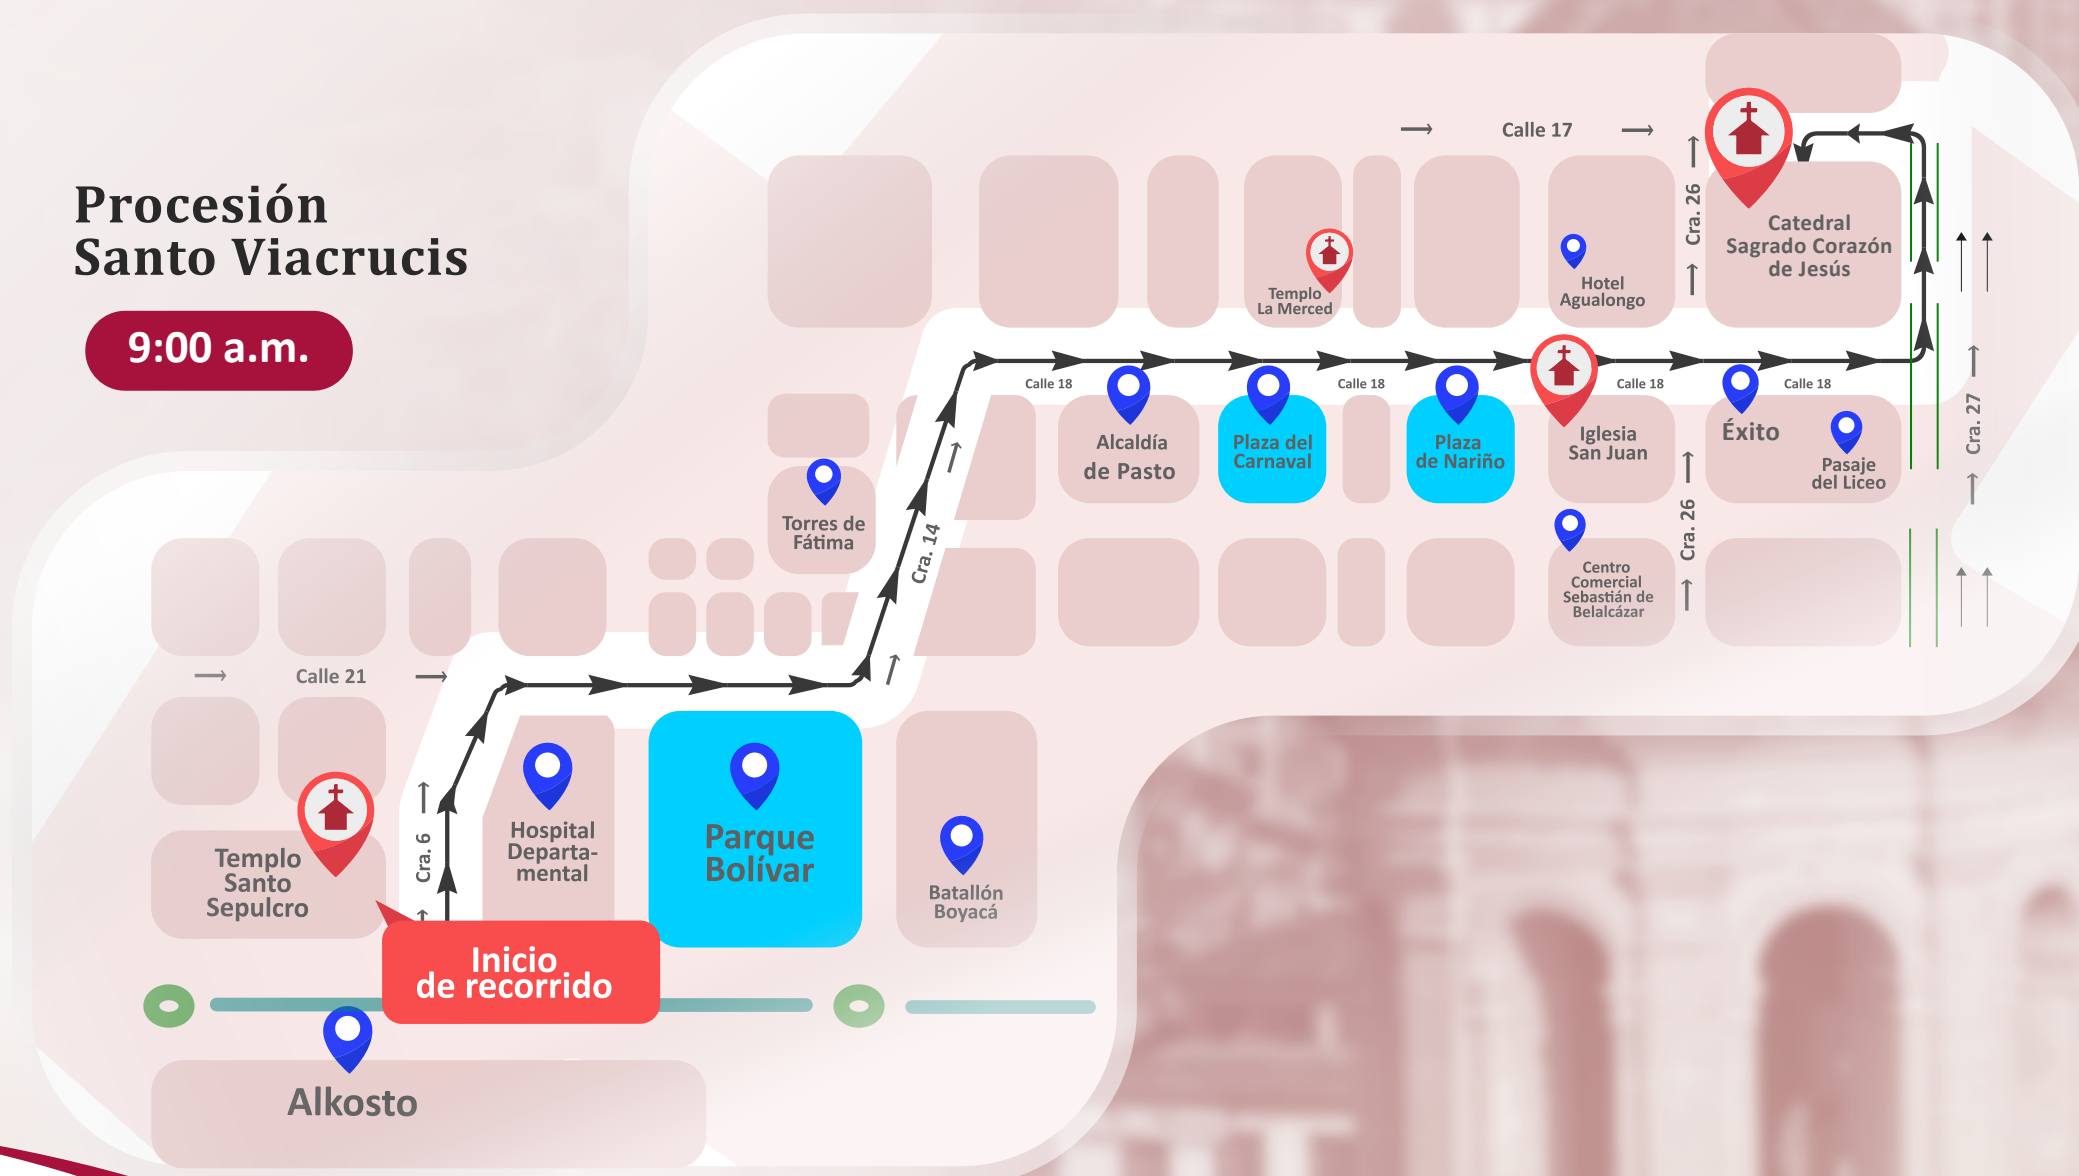 Procesión
Santo Viacrucis
9:00 a.m.
Calle 17
Cra. 26
Catedral
Sagrado Corazón
de Jesús
Templo
La Merced
Hotel
Agualongo
Calle 18
Calle 18
Calle 18
Calle 18
Alcaldía
de Pasto
Plaza del
Carnaval
Plaza
de Nariño
Iglesia
San Juan
Éxito
Pasaje
del Liceo
Cra. 27
Cra. 26
Torres de
Fátima
Cra. 14
Centro
Comercial
Sebastián de
Belalcázar
Calle 21
Cra. 6
Templo
Santo
Sepulcro
Hospital
Departa-
mental
Parque
Bolívar
Batallón
Boyacá
Inicio
de recorrido
Alkosto